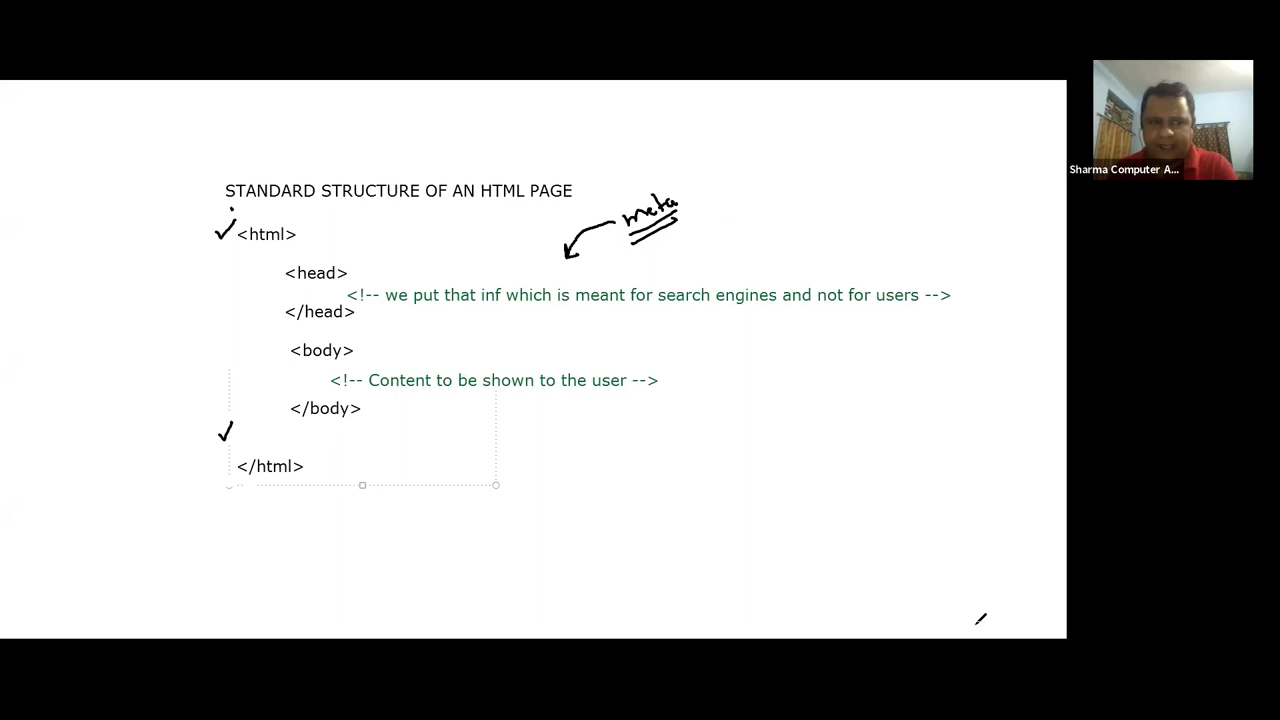 STANDARD STRUCTURE OF AN HTML PAGE
meta
<html>
<head>
<!-- we put that inf which is meant for search engines and not for users -->
</head>
<body>
<!-- Content to be shown to the user -->
</body>
</html>
Sharma Computer A...